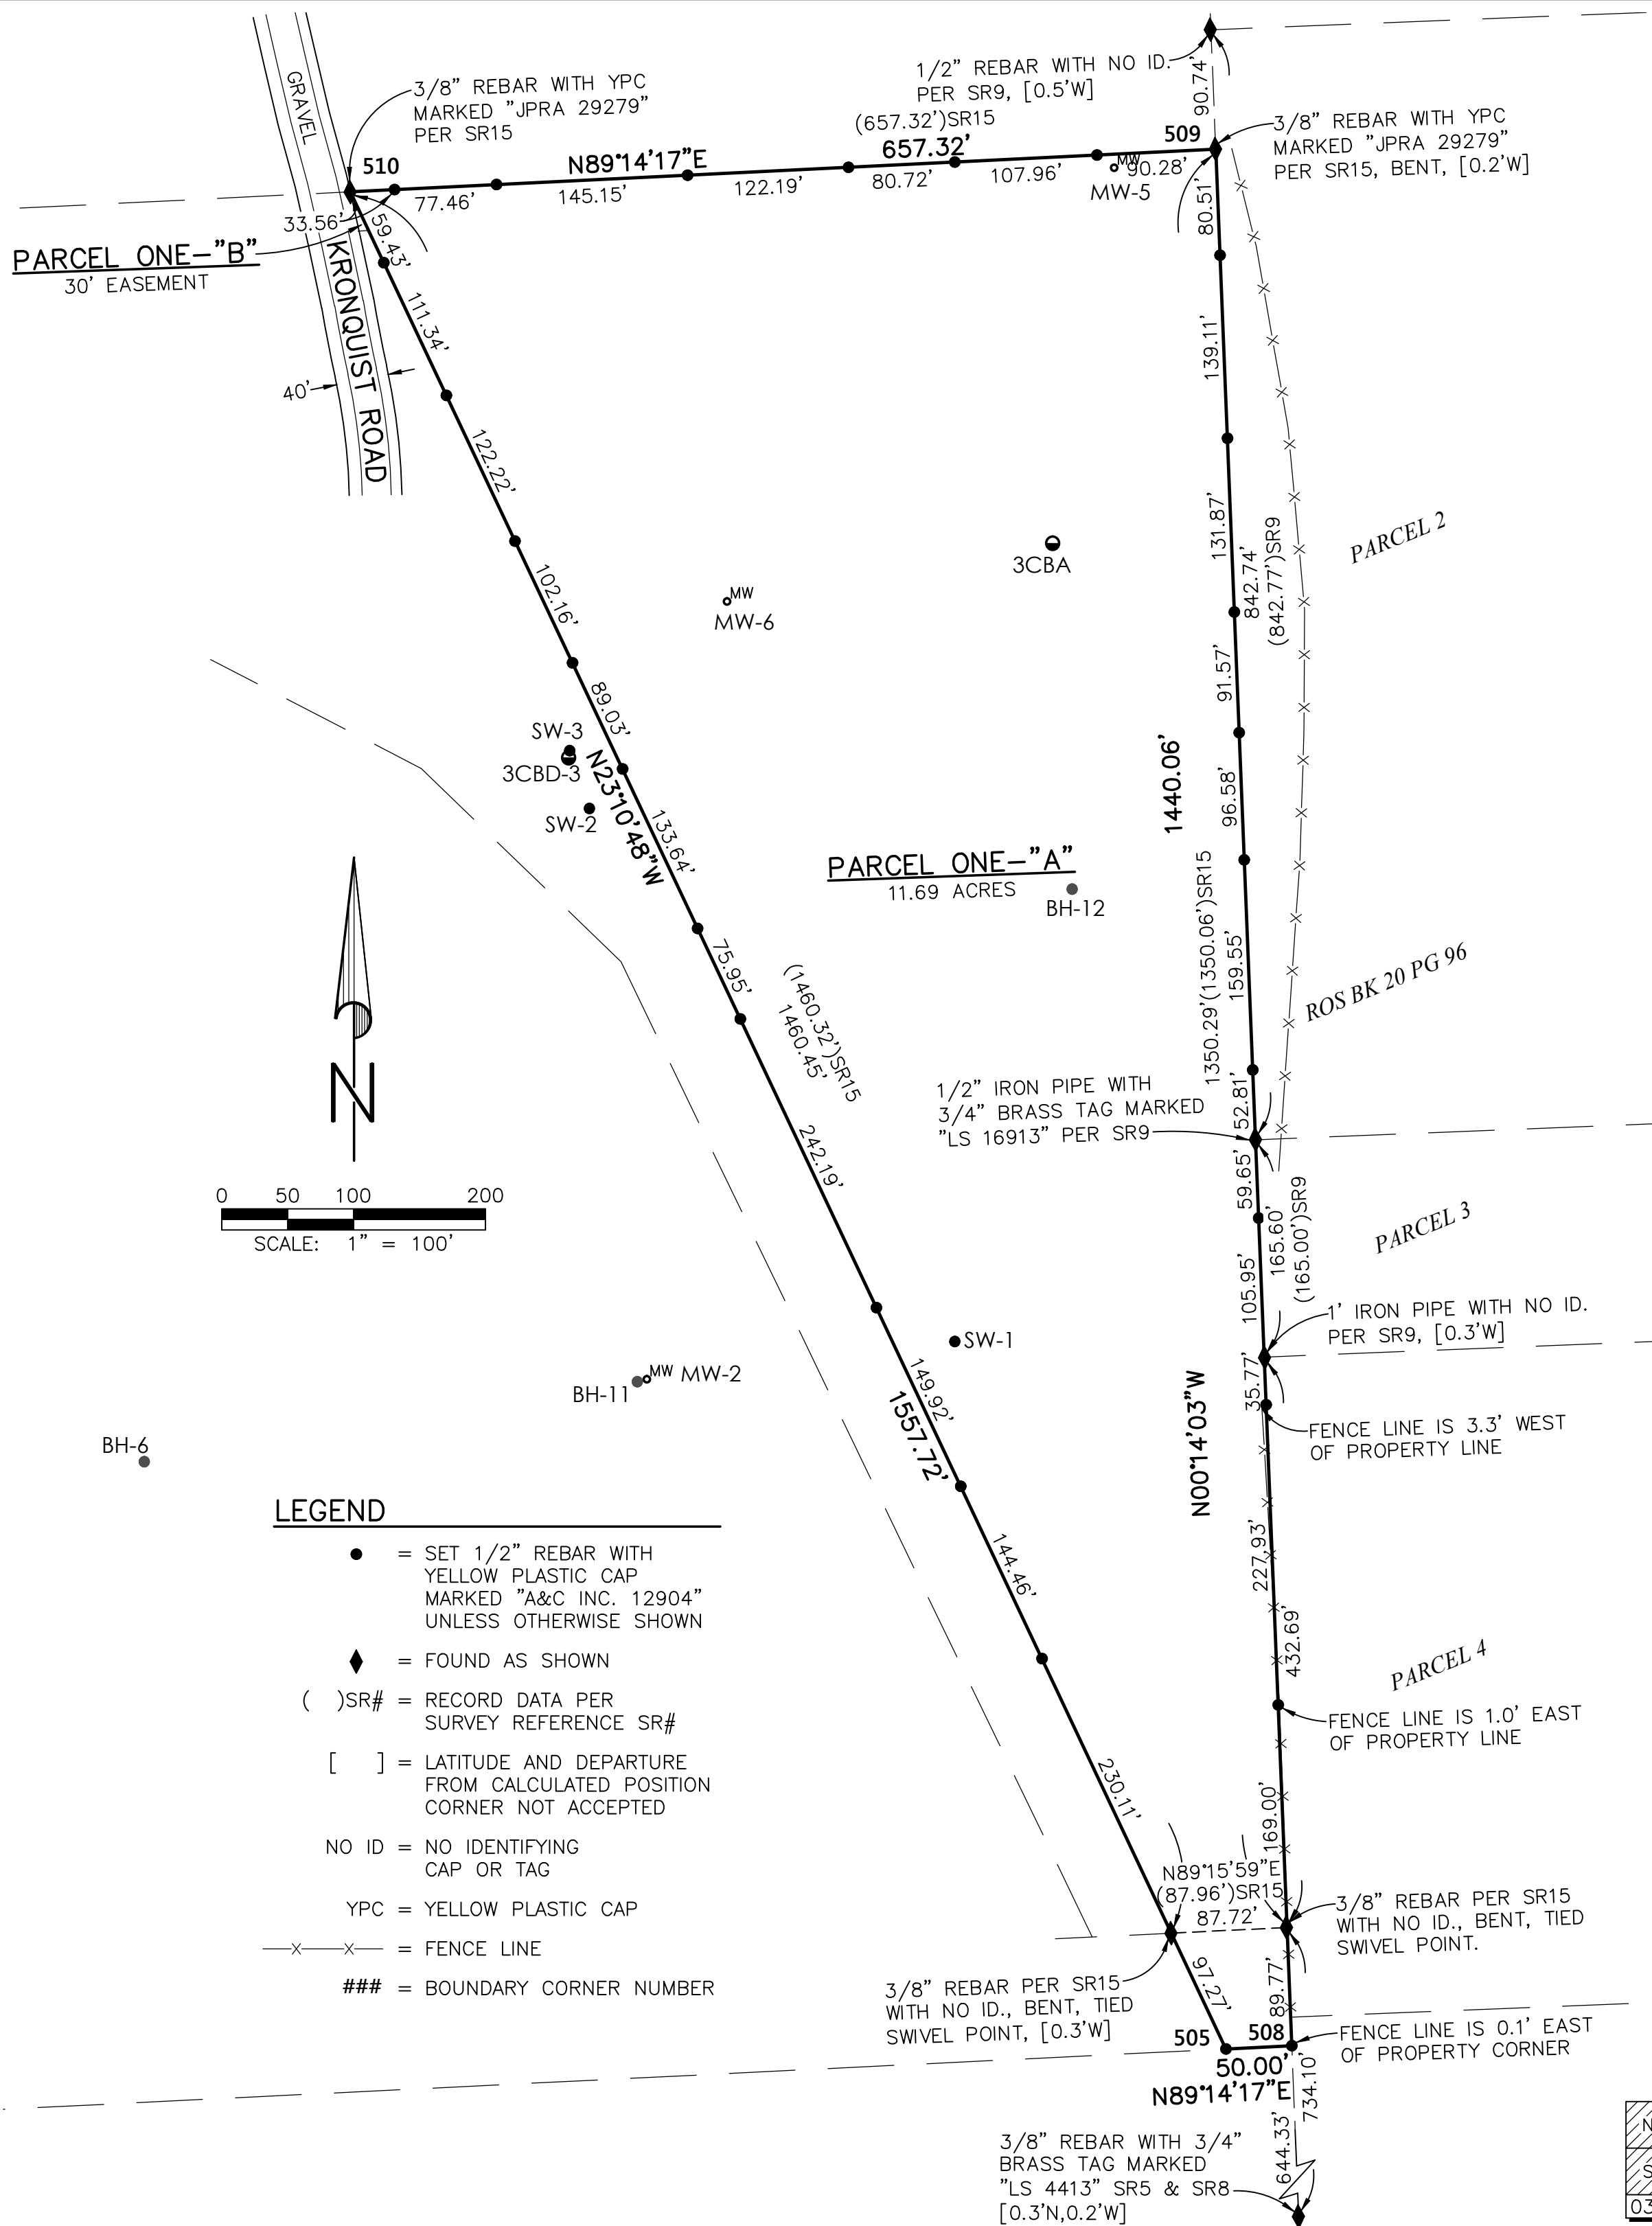 1/2” REBAR WITH NO ID.
PER SR9, [0.5'W]
90.74'
GRAVEL
3/8” REBAR WITH YPC
MARKED ”JPRA 29279”
PER SR15
(657.32')SR15
657.32'
509
3/8” REBAR WITH YPC
MARKED ”JPRA 29279”
PER SR15, BENT, [0.2'W]
510
N89°14'17”E
33.56'
77.46'
145.15'
122.19'
80.72'
107.96'
MW
90.28'
MW-5
80.51'
59.43'
PARCEL ONE-”B”
30' EASEMENT
KRONQUIST ROAD
40'
111.34'
139.11'
122.22'
131.87'
842.74'
(842.77')SR9
PARCEL 2
3CBA
102.16'
MW
MW-6
91.57'
89.03'
SW-3
3CBD-3
SW-2
N23°10'48”W
133.64'
96.58'
1440.06'
PARCEL ONE-”A”
11.69 ACRES
BH-12
75.95'
(1460.32')SR15
1460.45'
1350.29'(1350.06')SR15
159.55'
ROS BK 20 PG 96
N
1/2” IRON PIPE WITH
3/4” BRASS TAG MARKED
”LS 16913” PER SR9
52.81'
59.65'
242.19'
0 50 100 200
SCALE: 1” = 100'
165.60'
(165.00')SR9
PARCEL 3
105.95'
1' IRON PIPE WITH NO ID.
PER SR9, [0.3'W]
SW-1
35.77'
149.92'
MW MW-2
BH-11
1557.72'
N00°14'03”W
FENCE LINE IS 3.3' WEST
OF PROPERTY LINE
BH-6
144.46'
227.93'
432.69'
PARCEL 4
FENCE LINE IS 1.0' EAST
OF PROPERTY LINE
LEGEND
= SET 1/2” REBAR WITH
YELLOW PLASTIC CAP
MARKED ”A&C INC. 12904”
UNLESS OTHERWISE SHOWN
= FOUND AS SHOWN
( )SR# = RECORD DATA PER
SURVEY REFERENCE SR#
[ ] = LATITUDE AND DEPARTURE
FROM CALCULATED POSITION
CORNER NOT ACCEPTED
NO ID = NO IDENTIFYING
CAP OR TAG
YPC = YELLOW PLASTIC CAP
—x——x— = FENCE LINE
### = BOUNDARY CORNER NUMBER
230.11'
169.00'
N89°15'59”E
(87.96')SR15
87.72'
3/8” REBAR PER SR15
WITH NO ID., BENT, TIED
SWIVEL POINT.
3/8” REBAR PER SR15
WITH NO ID., BENT, TIED
SWIVEL POINT, [0.3'W]
97.27'
89.77'
505
508
FENCE LINE IS 0.1' EAST
OF PROPERTY CORNER
50.00'
N89°14'17”E
734.10'
644.33'
3/8” REBAR WITH 3/4”
BRASS TAG MARKED
”LS 4413” SR5 & SR8
[0.3'N,0.2'W]
N
S
03